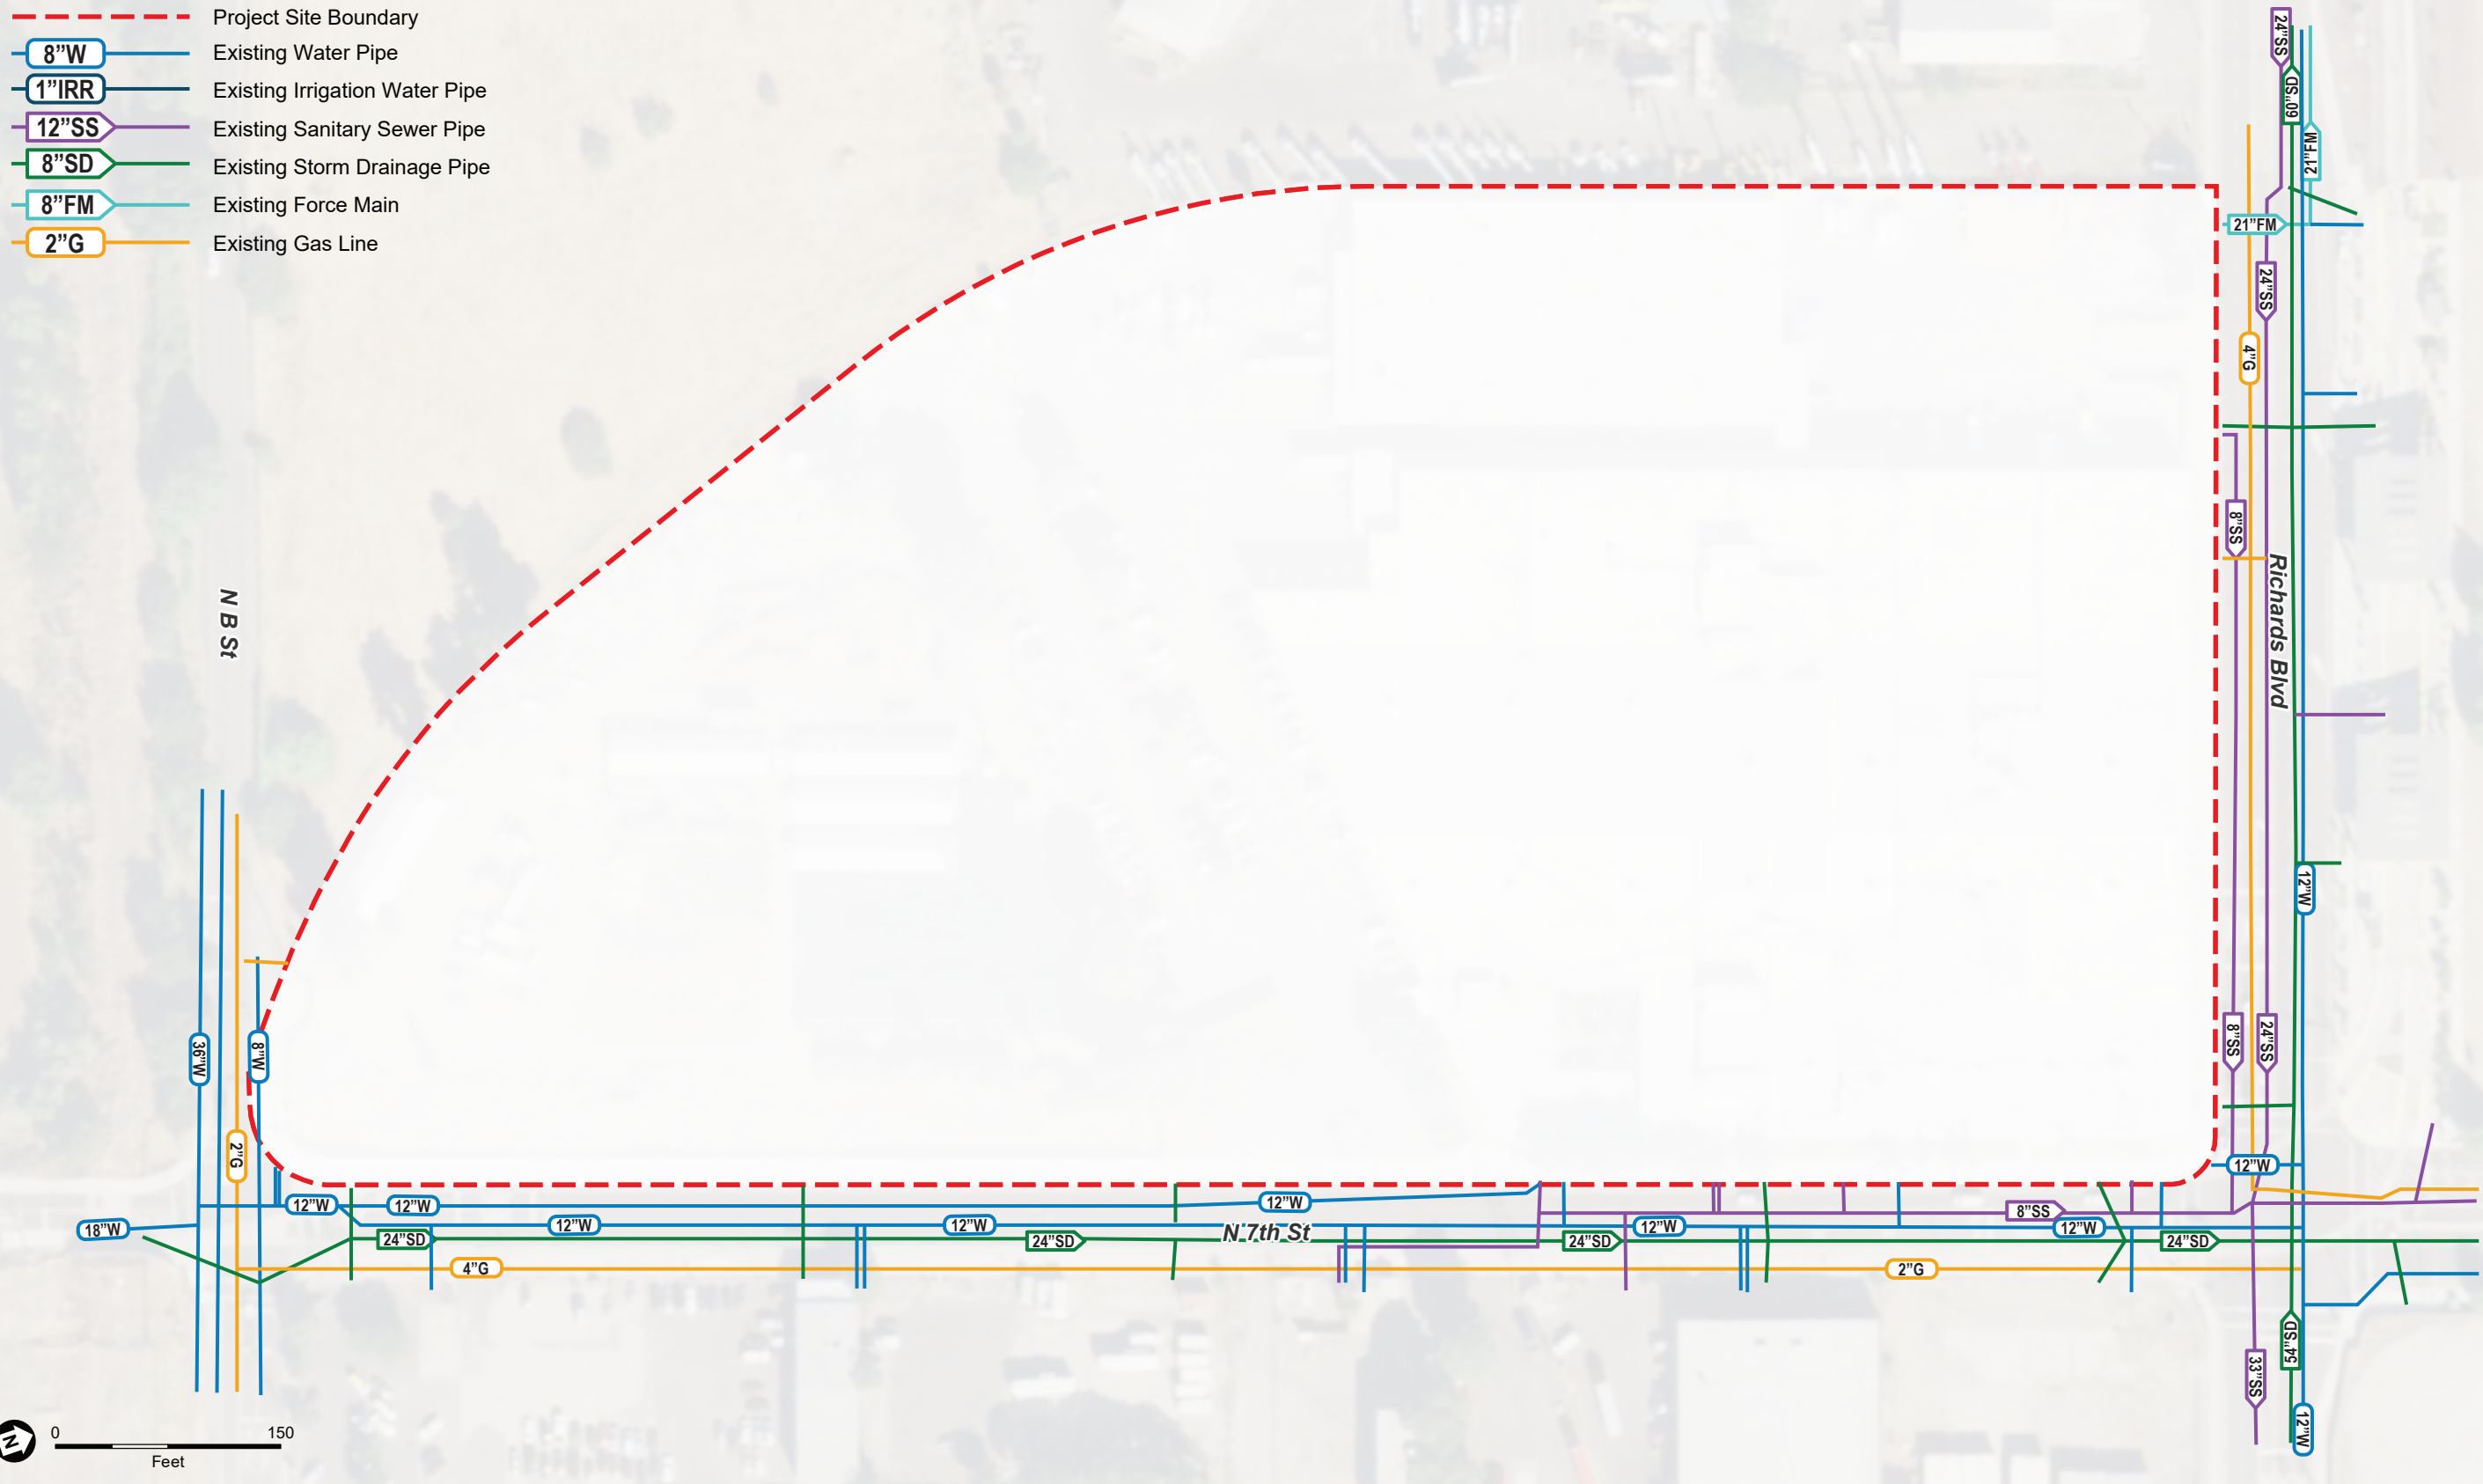 Project Site Boundary
8”W Existing Water Pipe
1”IRR Existing Irrigation Water Pipe
12”SS Existing Sanitary Sewer Pipe
8”SD Existing Storm Drainage Pipe
8”FM Existing Force Main
2”G Existing Gas Line
24”SS
60”SD
21”FM
21”FM
24”SS
4”G
8”SS
Richards Blvd
N B St
12”W
36”W
8”W
8”SS
24”SS
2”G
12”W
12”W
12”W
12”W
8”SS
18”W
12”W
12”W
N 7th St
12”W
12”W
24”SD
24”SD
24”SD
24”SD
4”G
2”G
54”SD
33”SS
12”W
N
0 150
Feet